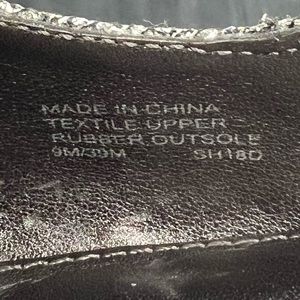 MADE IN CHINA
TEXTILE UPPER
RUBBER OUTSOLE
9M/39M SH18D